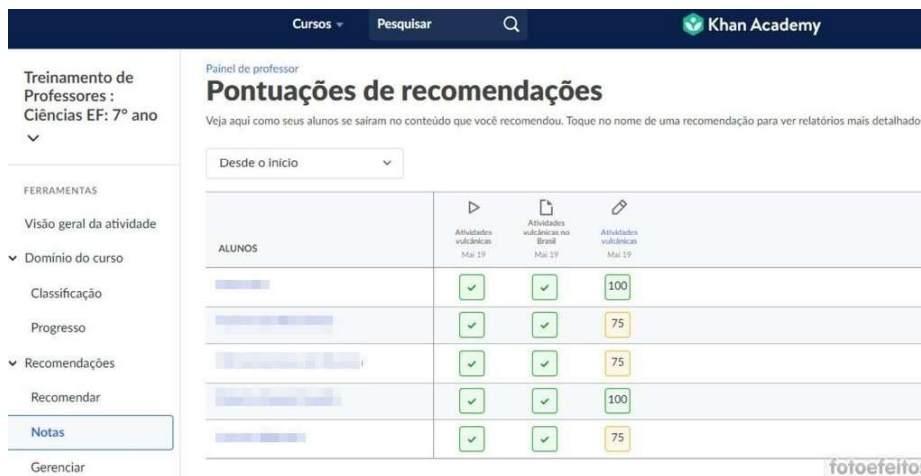 Cursos
Pesquisar
Khan Academy
Treinamento de
Professores :
Ciências EF: 7º ano
FERRAMENTAS
Visão geral da atividade
Domínio do curso
Classificação
Progresso
Recomendações
Recomendar
Notas
Gerenciar
Painel de professor
Pontuações de recomendações
Veja aqui como seus alunos se saíram no conteúdo que você recomendou. Toque no nome de uma recomendação para ver relatórios mais detalhado
Desde o início
ALUNOS
Atividades
vulcânicas
Mai 19
Atividades
vulcânicas no
Brasil
Mai 19
Atividades
vulcânicas
Mai 19
100
75
75
100
75
fotoefeito